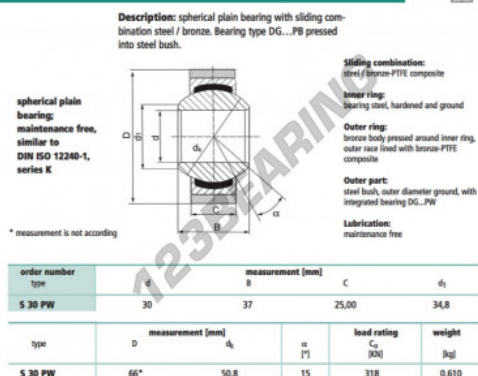 Description: spherical plain bearing with sliding com-
bination steel / bronze. Bearing type DG...PB pressed
into steel bush.
spherical plain
bearing;
maintenance free,
similar to
DIN ISO 12240-1,
series K
* measurement is not according
D
d₁
d
dₖ
C
B
α
Sliding combination:
steel / bronze-PTFE composite
Inner ring:
bearing steel, hardened and ground
Outer ring:
bronze body pressed around inner ring,
outer race lined with bronze-PTFE
composite
Outer part:
steel bush, outer diameter ground, with
integrated bearing DG...PW
Lubrication:
maintenance free
123BEARING
order number measurement [mm]
type d B C d₁
S 30 PW 30 37 25,00 34,8
measurement [mm] load rating weight
type D dₖ α C₀
[°] [KN] [kg]
S 30 PW 66* 50,8 15 318 0,610